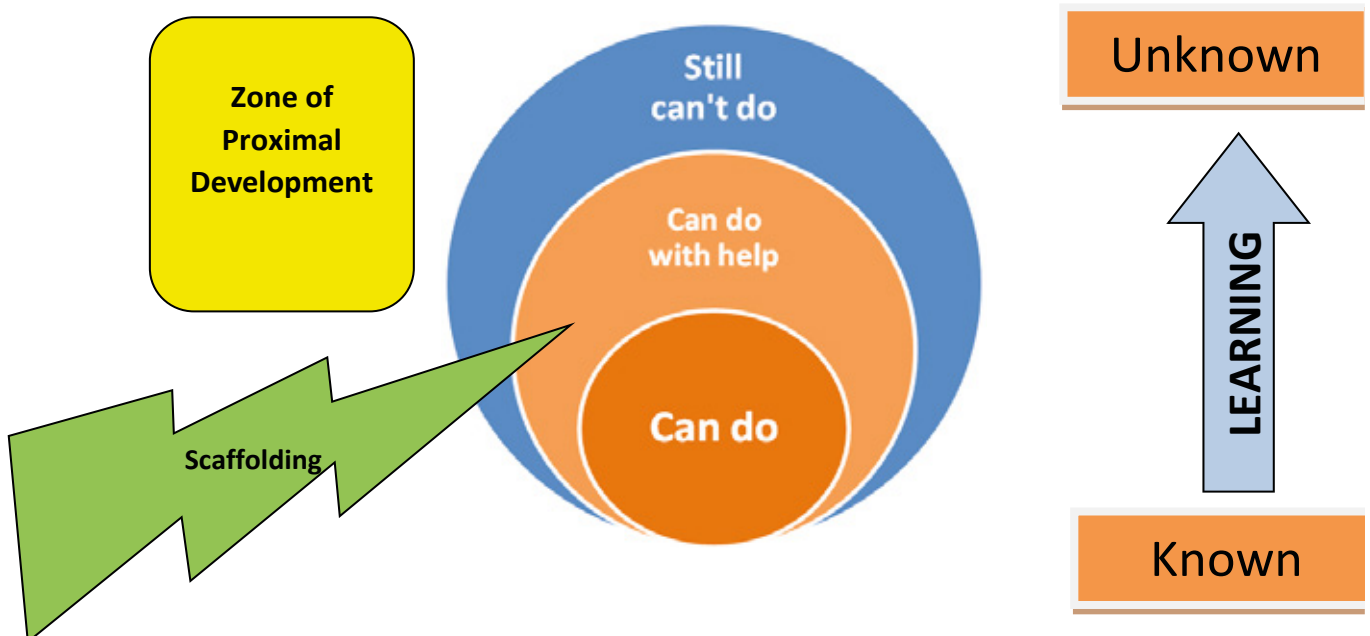 Zone of
Proximal
Development
Still
can't do
Can do
with help
Can do
Scaffolding
Unknown
LEARNING
Known